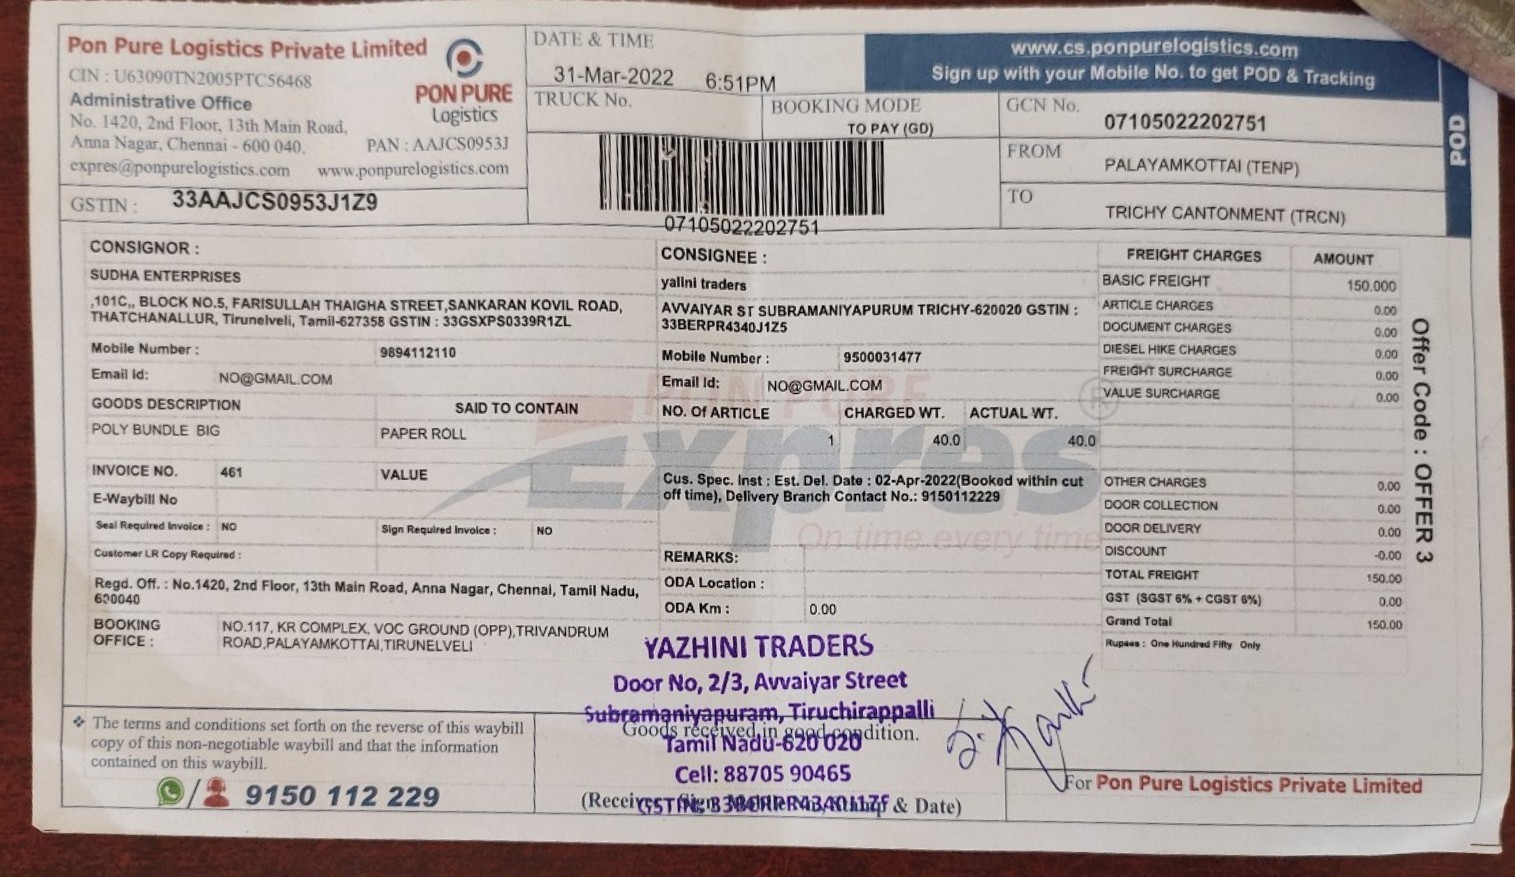 Pon Pure Logistics Private Limited
CIN : U63090TN2005PTC56468
Administrative Office
No. 1420, 2nd Floor, 13th Main Road,
Anna Nagar, Chennai - 600 040.
PAN : AAJCS0953J
expres@ponpurelogistics.com www.ponpurelogistics.com
PON PURE
Logistics
GSTIN : 33AAJCS0953J1Z9
DATE & TIME
31-Mar-2022 6:51PM
TRUCK No.
BOOKING MODE
TO PAY (GD)
07105022202751
www.cs.ponpurelogistics.com
Sign up with your Mobile No. to get POD & Tracking
GCN No. 07105022202751
FROM PALAYAMKOTTAI (TENP)
TO TRICHY CANTONMENT (TRCN)
POD
CONSIGNOR :
SUDHA ENTERPRISES
,101C,, BLOCK NO.5, FARISULLAH THAIGHA STREET,SANKARAN KOVIL ROAD,
THATCHANALLUR, Tirunelveli, Tamil-627358 GSTIN : 33GSXPS0339R1ZL
Mobile Number : 9894112110
Email Id: NO@GMAIL.COM
GOODS DESCRIPTION SAID TO CONTAIN
POLY BUNDLE BIG PAPER ROLL
INVOICE NO. 461 VALUE
E-Waybill No
Seal Required Invoice : NO Sign Required Invoice : NO
Customer LR Copy Required :
Regd. Off. : No.1420, 2nd Floor, 13th Main Road, Anna Nagar, Chennai, Tamil Nadu,
600040
BOOKING OFFICE : NO.117, KR COMPLEX, VOC GROUND (OPP),TRIVANDRUM
ROAD,PALAYAMKOTTAI,TIRUNELVELI
CONSIGNEE :
yalini traders
AVVAIYAR ST SUBRAMANIYAPURUM TRICHY-620020 GSTIN :
33BERPR4340J1Z5
Mobile Number : 9500031477
Email Id: NO@GMAIL.COM
NO. Of ARTICLE CHARGED WT. ACTUAL WT.
1 40.0 40.0
Cus. Spec. Inst : Est. Del. Date : 02-Apr-2022(Booked within cut
off time), Delivery Branch Contact No.: 9150112229
REMARKS:
ODA Location :
ODA Km : 0.00
PON PURE
Expres
®
On time every time
FREIGHT CHARGES AMOUNT
BASIC FREIGHT 150.000
ARTICLE CHARGES 0.00
DOCUMENT CHARGES 0.00
DIESEL HIKE CHARGES 0.00
FREIGHT SURCHARGE 0.00
VALUE SURCHARGE 0.00
OTHER CHARGES 0.00
DOOR COLLECTION 0.00
DOOR DELIVERY 0.00
DISCOUNT -0.00
TOTAL FREIGHT 150.00
GST (SGST 6% + CGST 6%) 0.00
Grand Total 150.00
Rupees : One Hundred Fifty Only
Offer Code : OFFER 3
YAZHINI TRADERS
Door No, 2/3, Avvaiyar Street
Subramaniyapuram, Tiruchirappalli
Tamil Nadu-620 020
Cell: 88705 90465
❖ The terms and conditions set forth on the reverse of this waybill
copy of this non-negotiable waybill and that the information
contained on this waybill.
9150 112 229
Goods received in good condition.
& Date)
For Pon Pure Logistics Private Limited